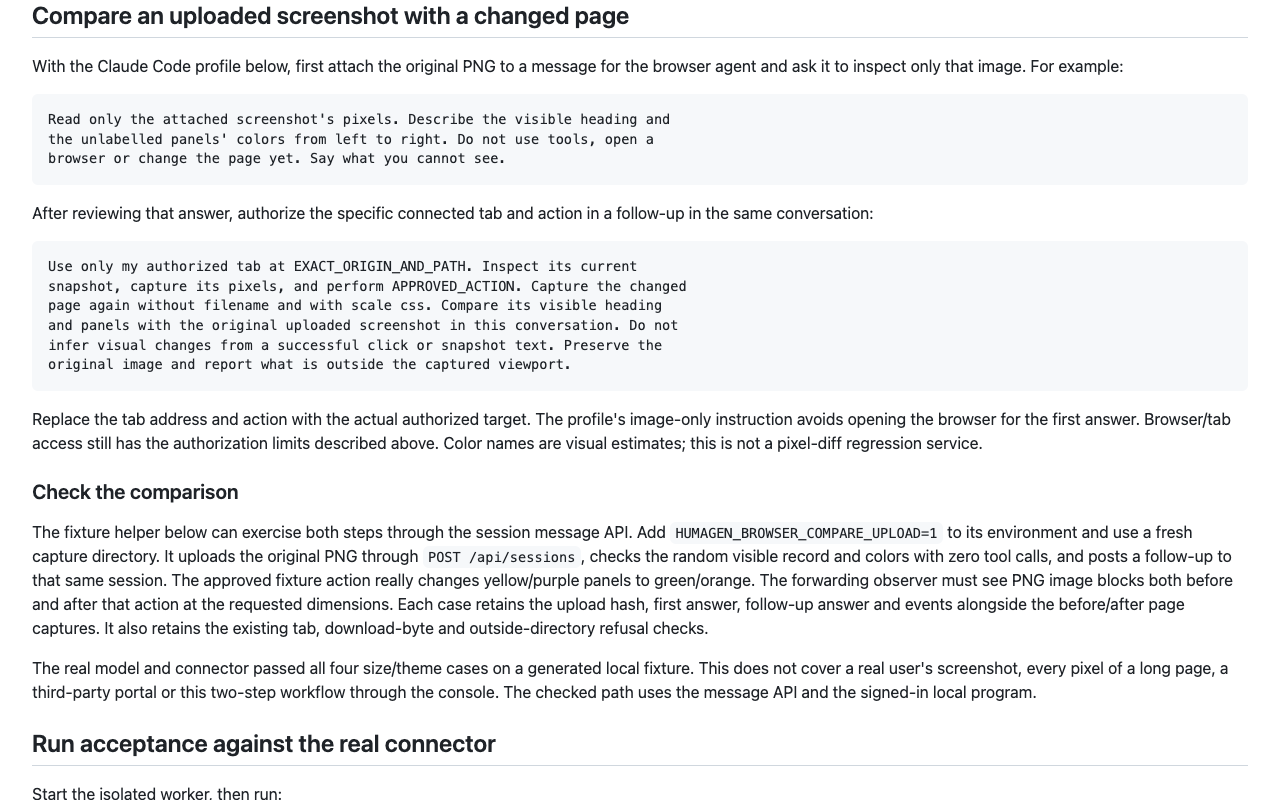 Compare an uploaded screenshot with a changed page
With the Claude Code profile below, first attach the original PNG to a message for the browser agent and ask it to inspect only that image. For example:
Read only the attached screenshot's pixels. Describe the visible heading and
the unlabelled panels' colors from left to right. Do not use tools, open a
browser or change the page yet. Say what you cannot see.
After reviewing that answer, authorize the specific connected tab and action in a follow-up in the same conversation:
Use only my authorized tab at EXACT_ORIGIN_AND_PATH. Inspect its current
snapshot, capture its pixels, and perform APPROVED_ACTION. Capture the changed
page again without filename and with scale css. Compare its visible heading
and panels with the original uploaded screenshot in this conversation. Do not
infer visual changes from a successful click or snapshot text. Preserve the
original image and report what is outside the captured viewport.
Replace the tab address and action with the actual authorized target. The profile's image-only instruction avoids opening the browser for the first answer. Browser/tab
access still has the authorization limits described above. Color names are visual estimates; this is not a pixel-diff regression service.
Check the comparison
The fixture helper below can exercise both steps through the session message API. Add HUMAGEN_BROWSER_COMPARE_UPLOAD=1 to its environment and use a fresh
capture directory. It uploads the original PNG through POST /api/sessions, checks the random visible record and colors with zero tool calls, and posts a follow-up to
that same session. The approved fixture action really changes yellow/purple panels to green/orange. The forwarding observer must see PNG image blocks both before
and after that action at the requested dimensions. Each case retains the upload hash, first answer, follow-up answer and events alongside the before/after page
captures. It also retains the existing tab, download-byte and outside-directory refusal checks.
The real model and connector passed all four size/theme cases on a generated local fixture. This does not cover a real user's screenshot, every pixel of a long page, a
third-party portal or this two-step workflow through the console. The checked path uses the message API and the signed-in local program.
Run acceptance against the real connector
Start the isolated worker, then run: